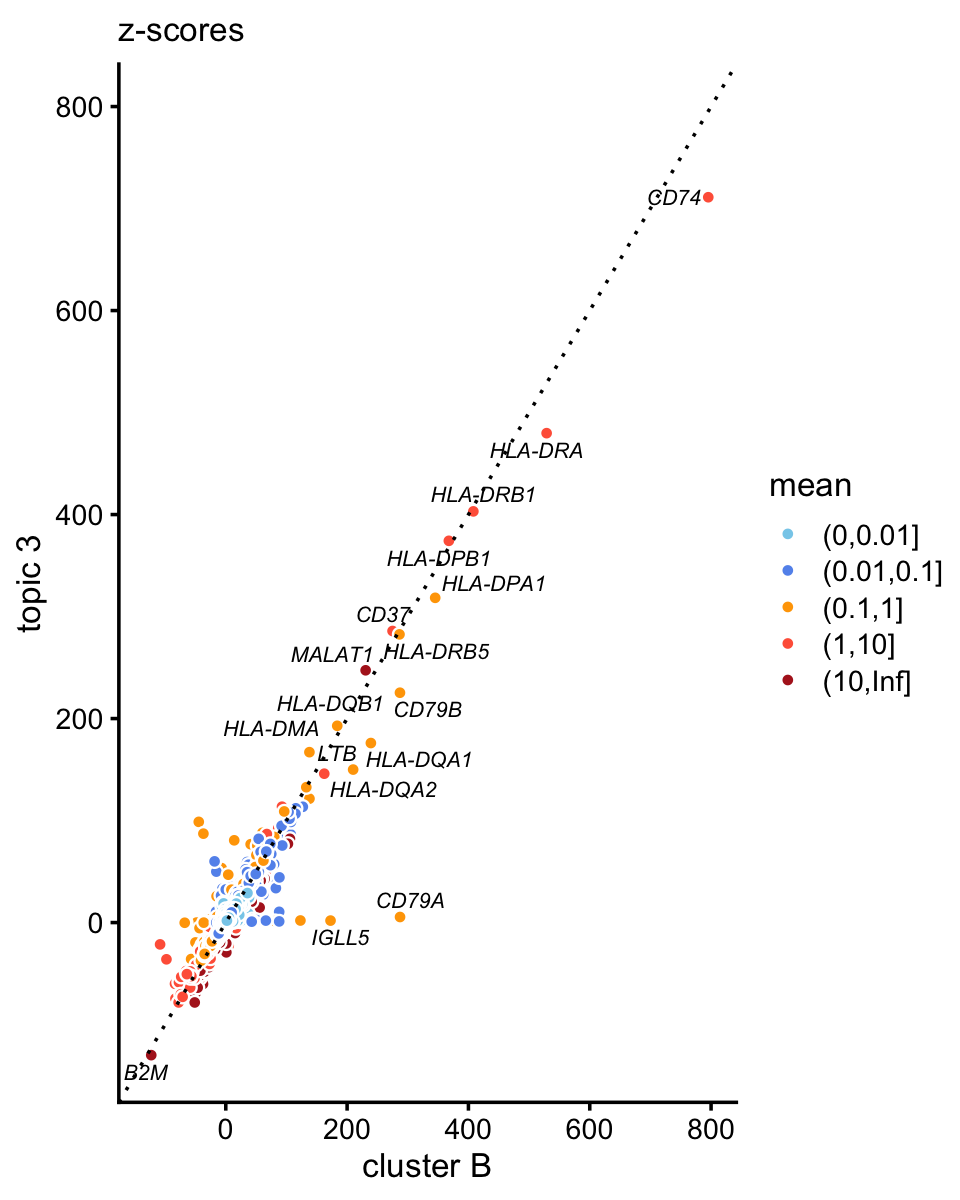 z-scores
800
CD74
600
HLA-DRA
HLA-DRB1
mean
400
(0,0.01]
HLA-DPB1
(0.01,0.1]
topic 3
HLA-DPA1
(0.1,1]
CD37
(1,10]
MALAT1
HLA-DRB5
(10,Inf]
HLA-DQB1
CD79B
200
HLA-DMA
LTB
HLA-DQA1
HLA-DQA2
CD79A
0
IGLL5
B2M
0 200 400 600 800
cluster B